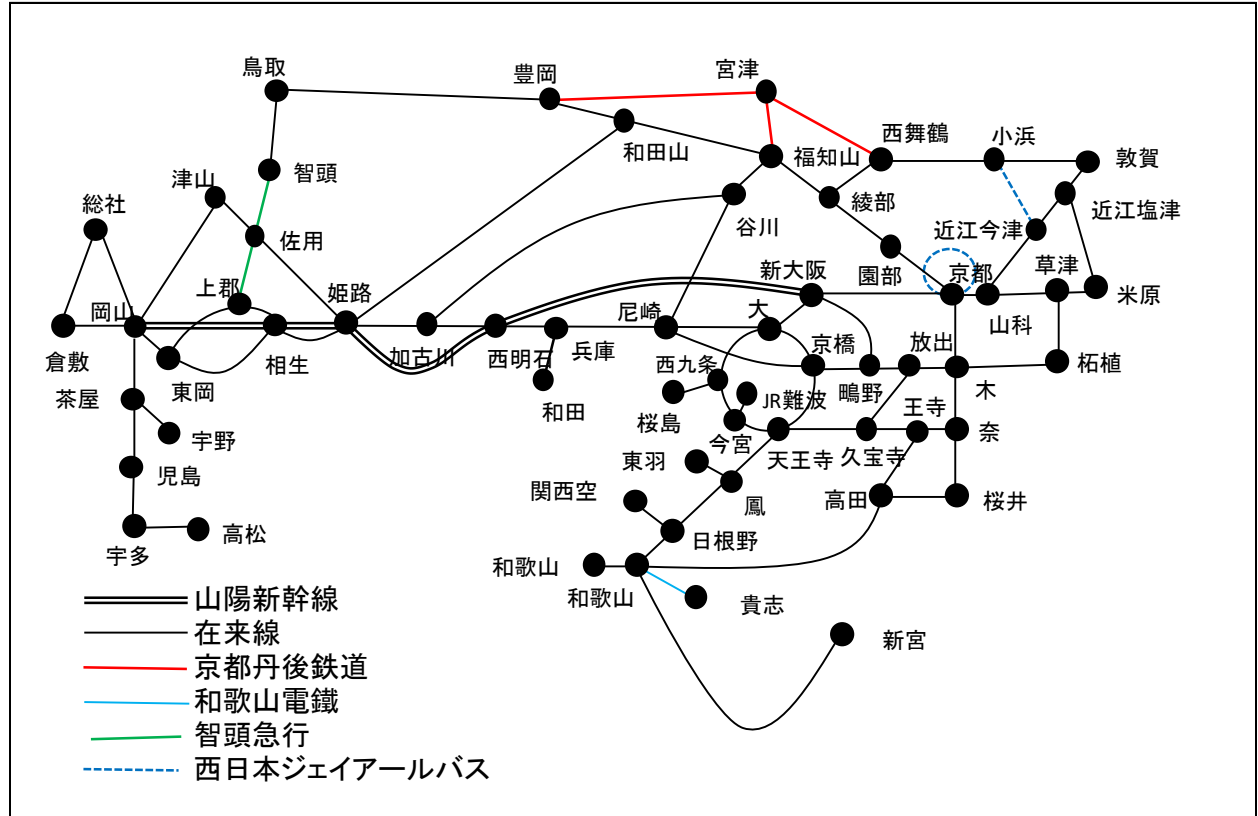 鳥取
豊岡
宮津
西舞鶴
小浜
敦賀
和田山
福知山
智頭
津山
総社
綾部
近江塩津
谷川
佐用
近江今津
園部
上郡
姫路
新大阪
京都
草津
米原
岡山
尼崎
大
山科
倉敷
相生
加古川
西明石
兵庫
京橋
放出
東岡
西九条
鴫野
柘植
茶屋
和田
桜島
JR難波
王寺
木
宇野
今宮
天王寺
久宝寺
奈
東羽
児島
関西空
鳳
高田
桜井
高松
日根野
宇多
和歌山
和歌山
貴志
新宮
山陽新幹線
在来線
京都丹後鉄道
和歌山電鐵
智頭急行
西日本ジェイアールバス